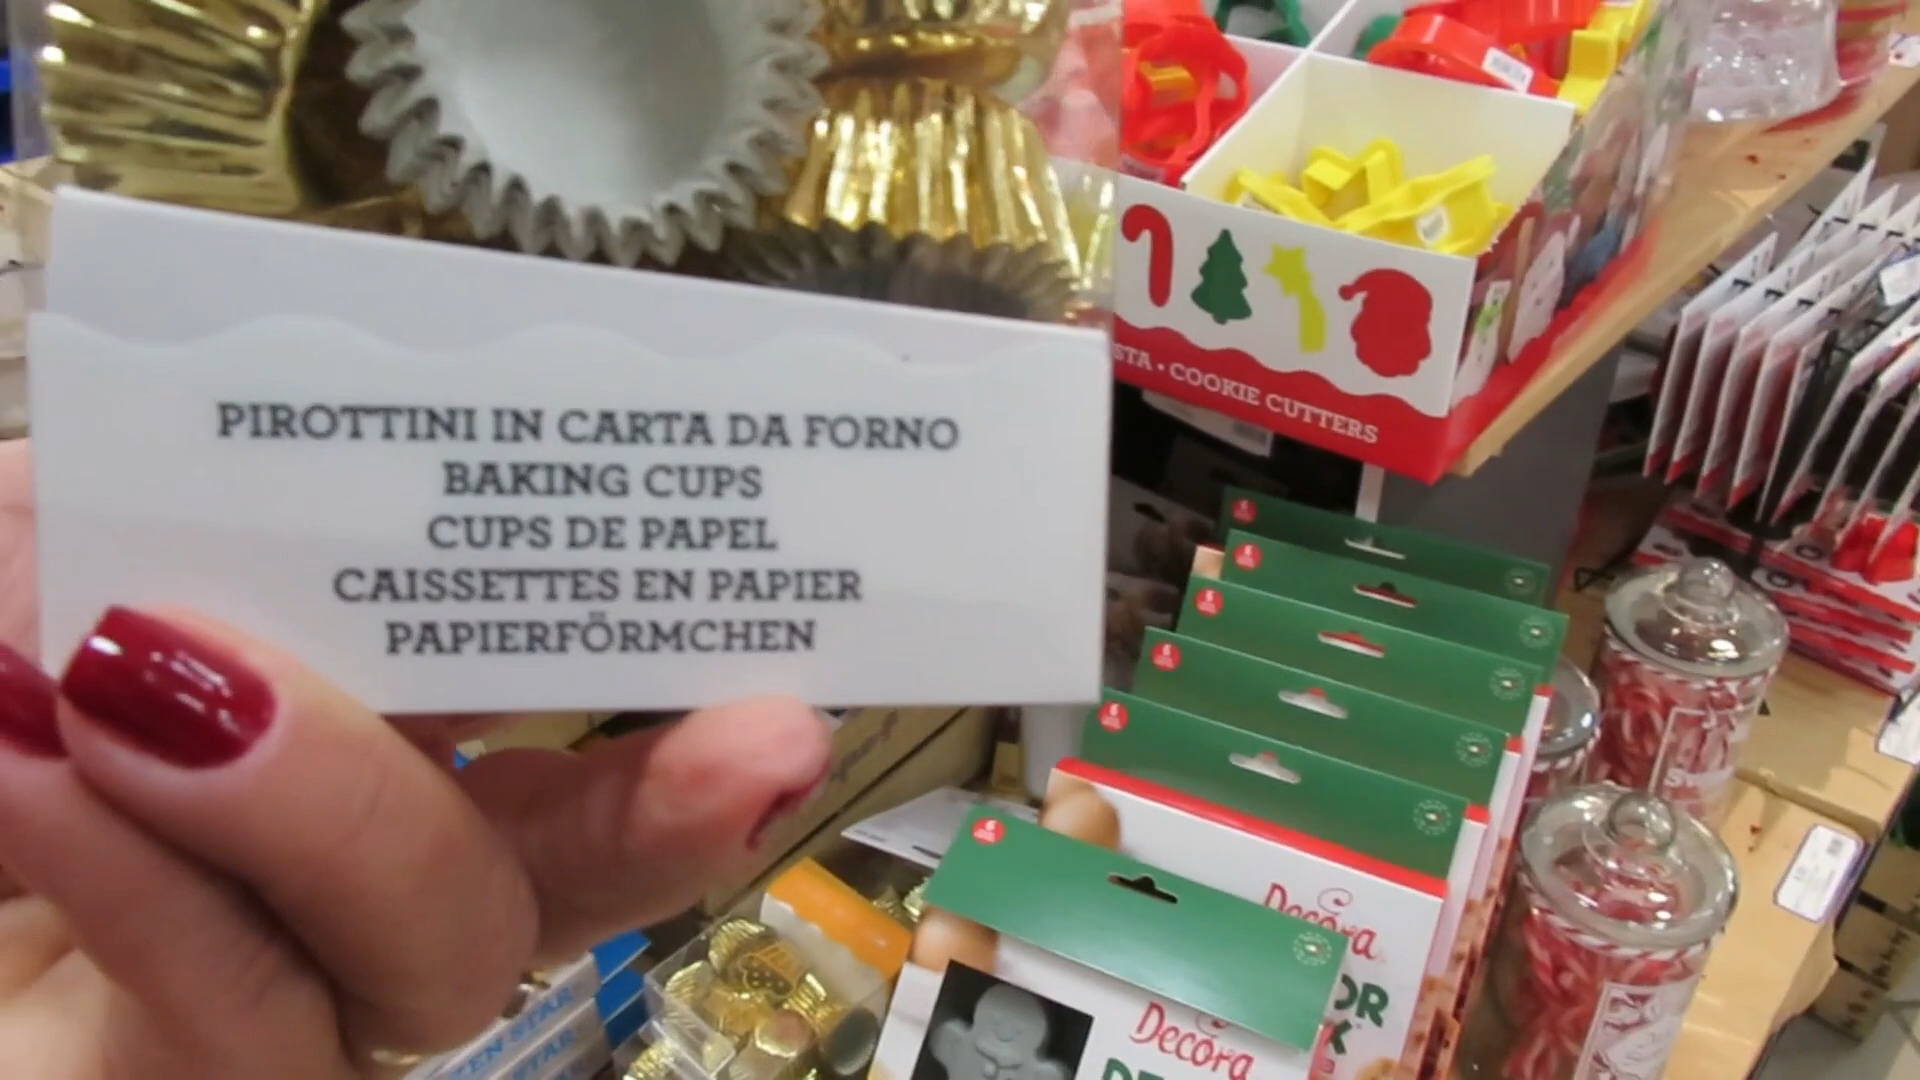 PIROTTINI IN CARTA DA FORNO
BAKING CUPS
CUPS DE PAPEL
CAISSETTES EN PAPIER
PAPIERFÖRMCHEN
STA • COOKIE CUTTERS
Decora
Decora
STAR